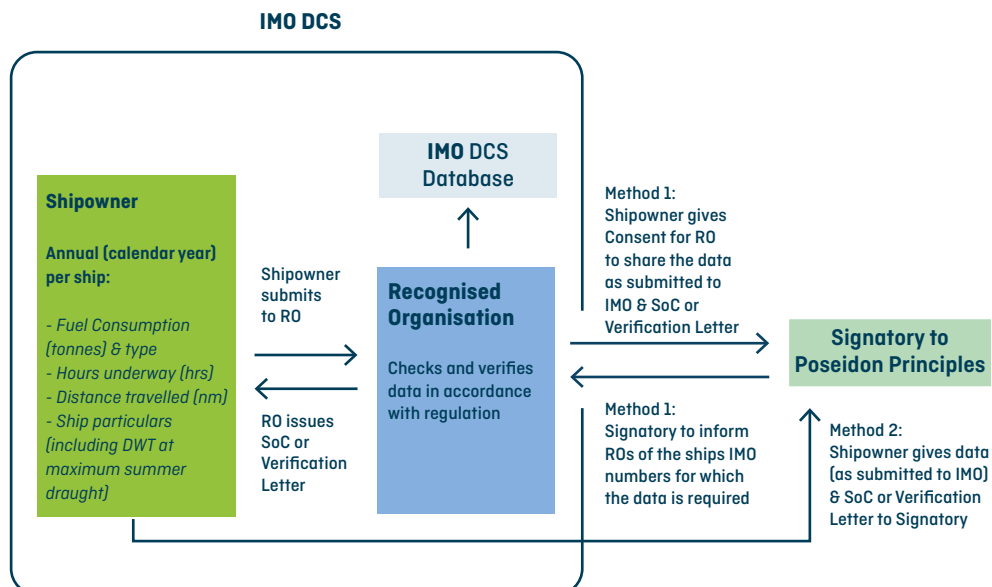 IMO DCS
IMO DCS
Database
Shipowner
Annual (calendar year)
per ship:
- Fuel Consumption
(tonnes) & type
- Hours underway (hrs)
- Distance travelled (nm)
- Ship particulars
(including DWT at
maximum summer
draught)
Shipowner
submits
to RO
RO issues
SoC or
Verification
Letter
Recognised
Organisation
Checks and verifies
data in accordance
with regulation
Method 1:
Shipowner gives
Consent for RO
to share the data
as submitted to
IMO & SoC or
Verification Letter
Method 1:
Signatory to inform
ROs of the ships IMO
numbers for which
the data is required
Signatory to
Poseidon Principles
Method 2:
Shipowner gives data
(as submitted to IMO)
& SoC or Verification
Letter to Signatory